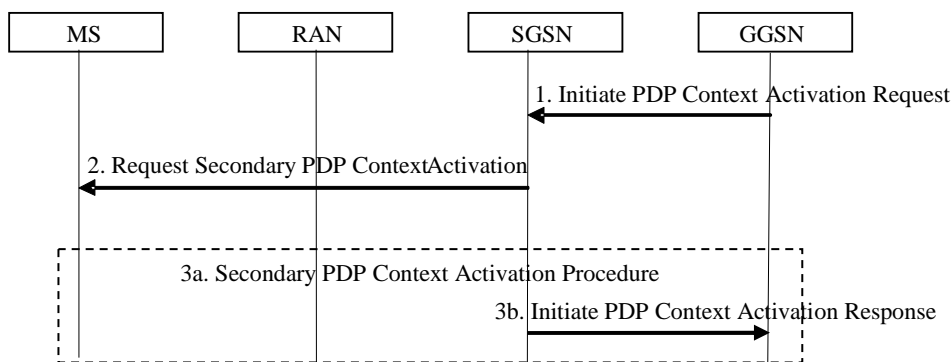 MS RAN SGSN GGSN
1. Initiate PDP Context Activation Request
2. Request Secondary PDP ContextActivation
3a. Secondary PDP Context Activation Procedure
3b. Initiate PDP Context Activation Response